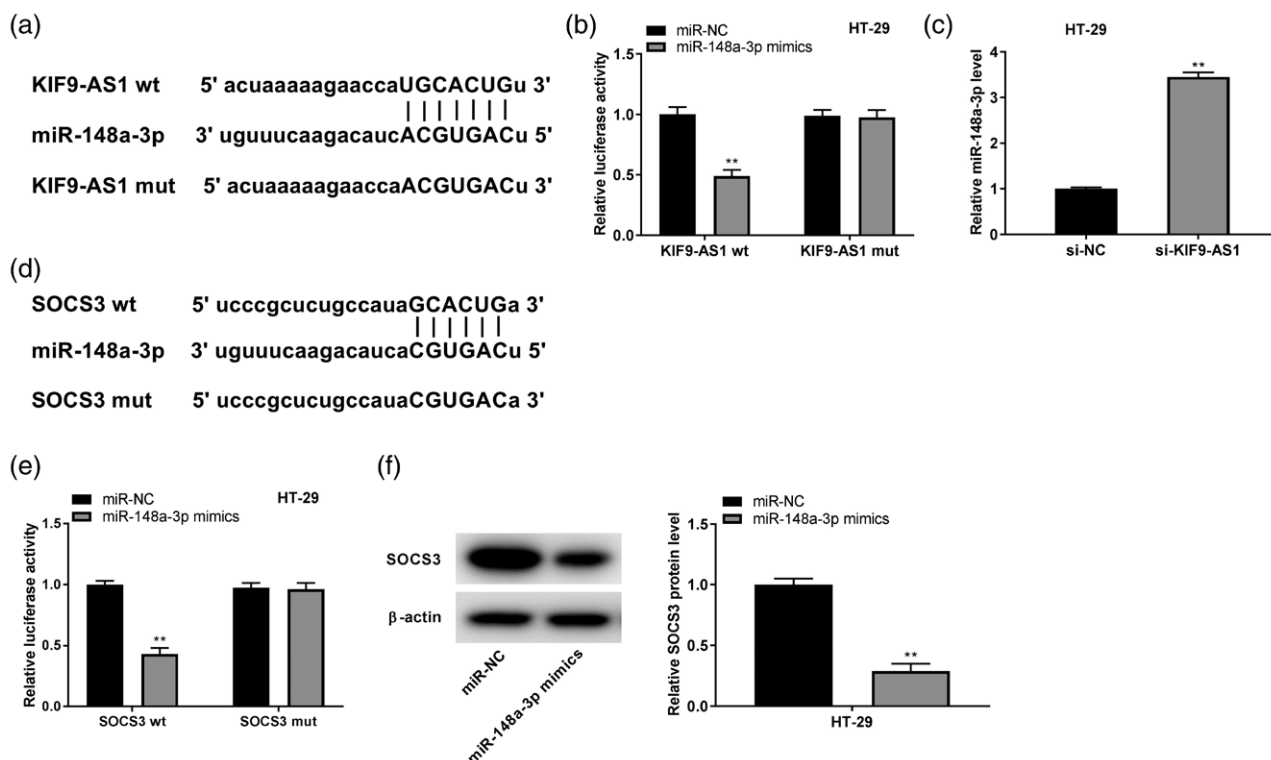 (a)
KIF9-AS1 wt 5' acuaaaaagaaccaUGCACUGu 3'
miR-148a-3p 3' uguuucaagacaucACGUGACu 5'
KIF9-AS1 mut 5' acuaaaaagaaccaACGUGACu 3'
(b)
miR-NC
miR-148a-3p mimics
HT-29
Relative luciferase activity
1.5
1.0
0.5
0.0
**
KIF9-AS1 wt KIF9-AS1 mut
(c)
HT-29
Relative miR-148a-3p level
4
3
2
1
0
**
si-NC si-KIF9-AS1
(d)
SOCS3 wt 5' ucccgcucugccauaGCACUGa 3'
miR-148a-3p 3' uguuucaagacaucaCGUGACu 5'
SOCS3 mut 5' ucccgcucugccauaCGUGACa 3'
(e)
miR-NC
miR-148a-3p mimics
HT-29
Relative luciferase activity
1.5
1.0
0.5
0.0
**
SOCS3 wt SOCS3 mut
(f)
SOCS3
β-actin
miR-NC
miR-148a-3p mimics
miR-NC
miR-148a-3p mimics
Relative SOCS3 protein level
1.5
1.0
0.5
0.0
**
HT-29